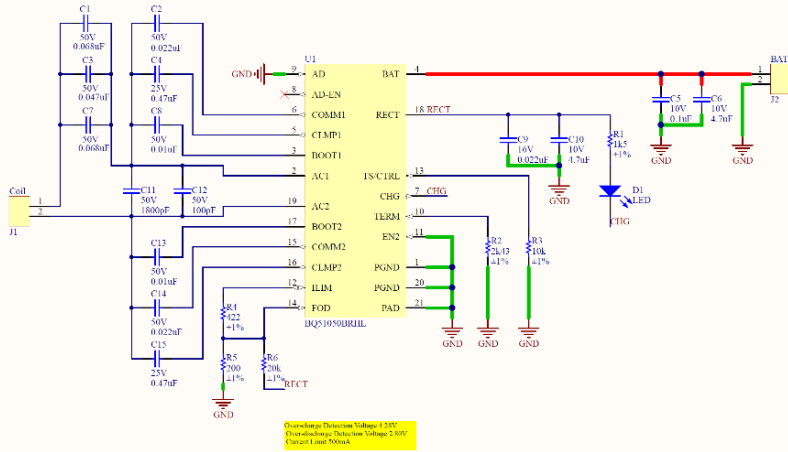 C1
50V
0.068uF
C2
50V
0.022uF
C3
50V
0.047uF
C4
25V
0.47uF
C7
50V
0.068uF
C8
50V
0.01uF
C11
50V
1800pF
C12
50V
100pF
Coil
1
2
J1
C13
50V
0.01uF
C14
50V
0.022uF
C15
25V
0.47uF
U1
GND
9 AD
8 AD-EN
6 COMM1
5 CLMP1
3 BOOT1
2 AC1
19 AC2
17 BOOT2
15 COMM2
16 CLMP2
12 ILIM
14 FOD
BAT 4
RECT 18 RECT
TS/CTRL 13
CHG 7 CHG
TERM 10
EN2 11
PGND 1
PGND 20
PAD 21
BQ51050BRHL
R4
422
±1%
R5
200
±1%
R6
20k
±1%
RECT
GND
C9
16V
0.022uF
C10
10V
4.7uF
GND
R1
1k5
±1%
D1
LED
CHG
R2
2k43
±1%
R3
10k
±1%
GND
GND
GND
C5
10V
0.1uF
C6
10V
4.7uF
GND
BAT
1
2
J2
GND
Over-charge Detection Voltage 4.28V
Over-discharge Detection Voltage 2.80V
Current Limit 500mA